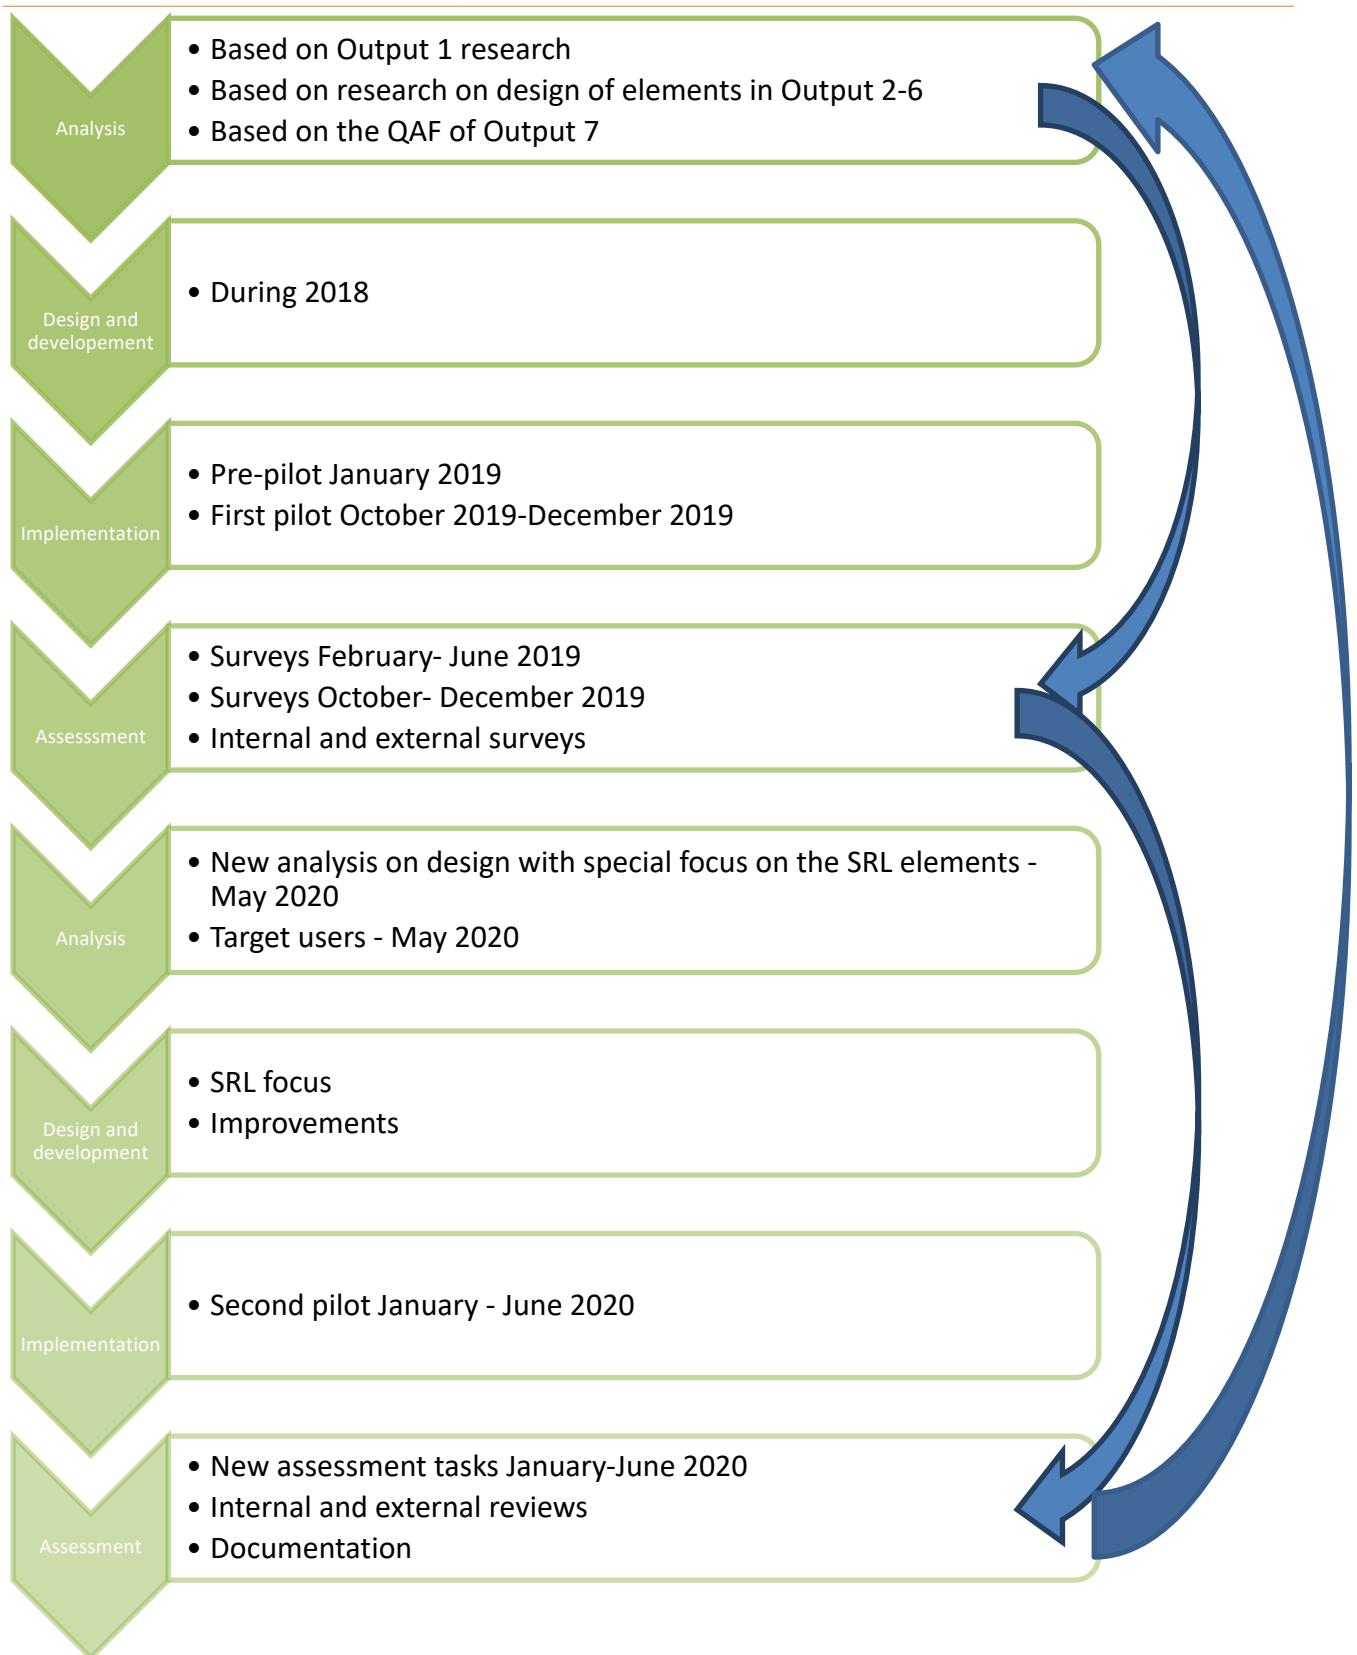 Analysis
• Based on Output 1 research
• Based on research on design of elements in Output 2-6
• Based on the QAF of Output 7
Design and
developement
• During 2018
Implementation
• Pre-pilot January 2019
• First pilot October 2019-December 2019
Assesssment
• Surveys February- June 2019
• Surveys October- December 2019
• Internal and external surveys
Analysis
• New analysis on design with special focus on the SRL elements -
May 2020
• Target users - May 2020
Design and
development
• SRL focus
• Improvements
Implementation
• Second pilot January - June 2020
Assessment
• New assessment tasks January-June 2020
• Internal and external reviews
• Documentation